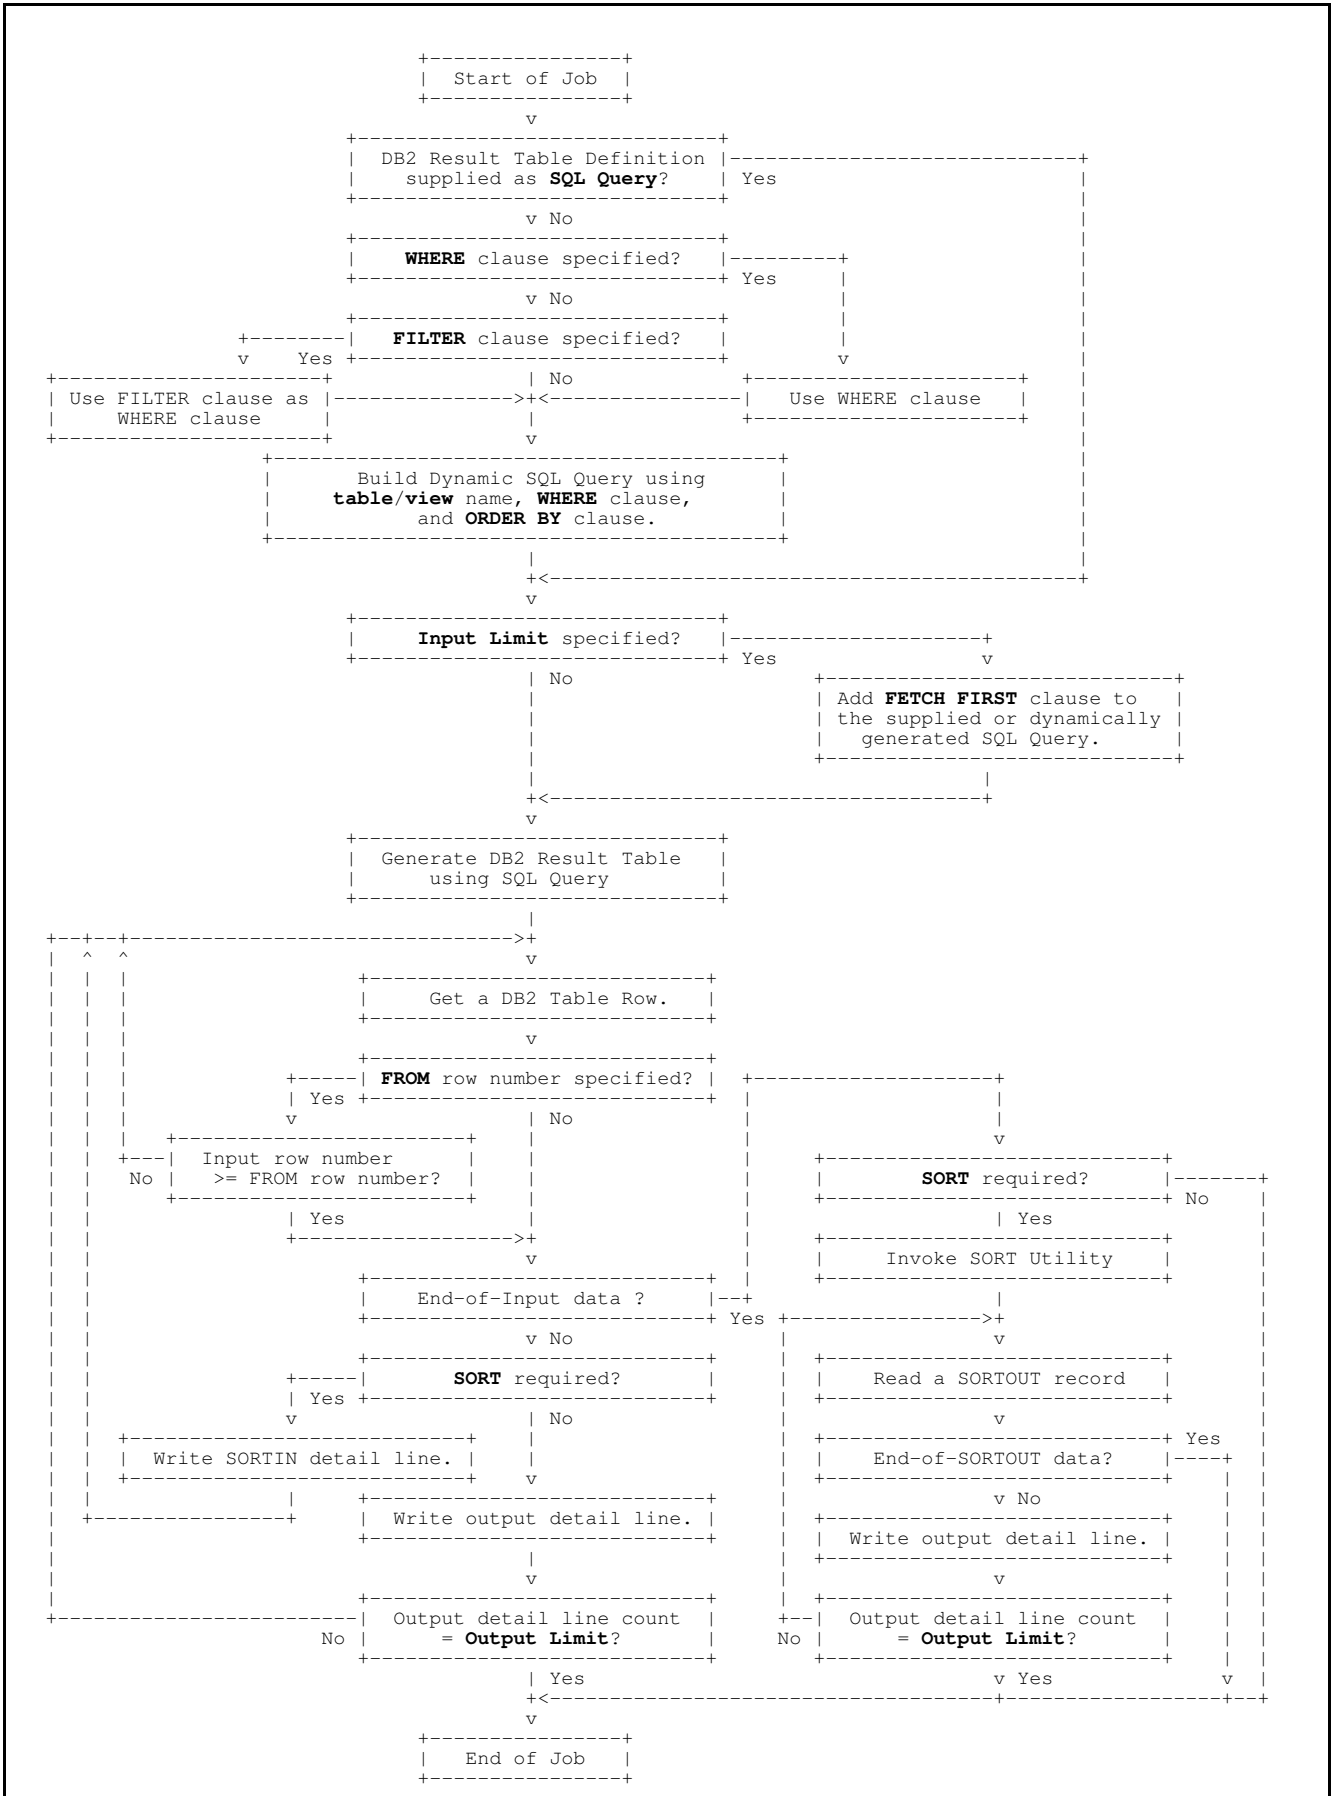 Start of Job
DB2 Result Table Definition
supplied as SQL Query?
Yes
No
WHERE clause specified?
Yes
No
FILTER clause specified?
Yes
No
Use FILTER clause as
WHERE clause
Use WHERE clause
Build Dynamic SQL Query using
table/view name, WHERE clause,
and ORDER BY clause.
Input Limit specified?
Yes
No
Add FETCH FIRST clause to
the supplied or dynamically
generated SQL Query.
Generate DB2 Result Table
using SQL Query
Get a DB2 Table Row.
FROM row number specified?
Yes
No
Input row number
No
>= FROM row number?
Yes
End-of-Input data ?
Yes
No
SORT required?
Yes
No
Write SORTIN detail line.
Write output detail line.
Output detail line count
No
= Output Limit?
Yes
SORT required?
No
Yes
Invoke SORT Utility
Read a SORTOUT record
Yes
End-of-SORTOUT data?
No
Write output detail line.
Output detail line count
No
= Output Limit?
Yes
End of Job